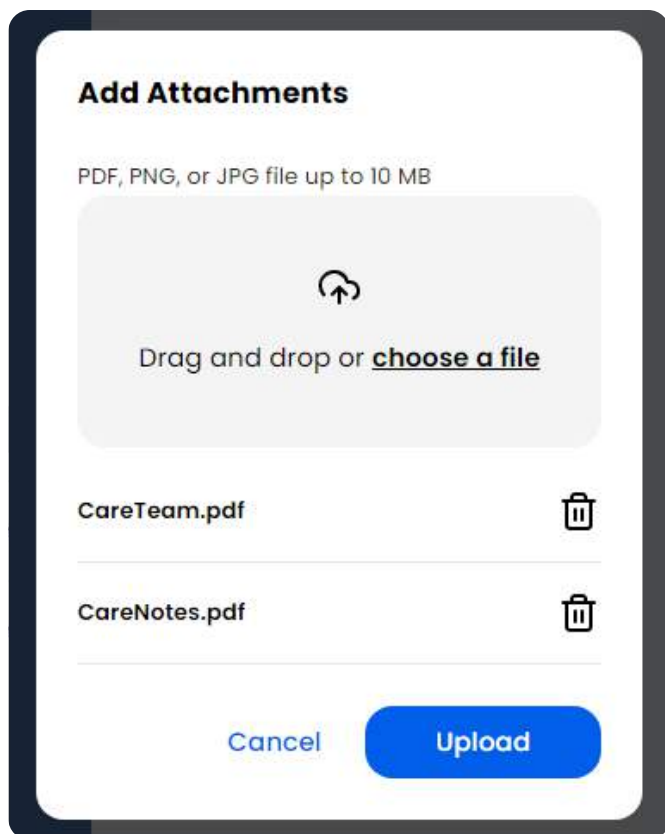 Add Attachments
PDF, PNG, or JPG file up to 10 MB
Drag and drop or choose a file
CareTeam.pdf
CareNotes.pdf
Cancel Upload